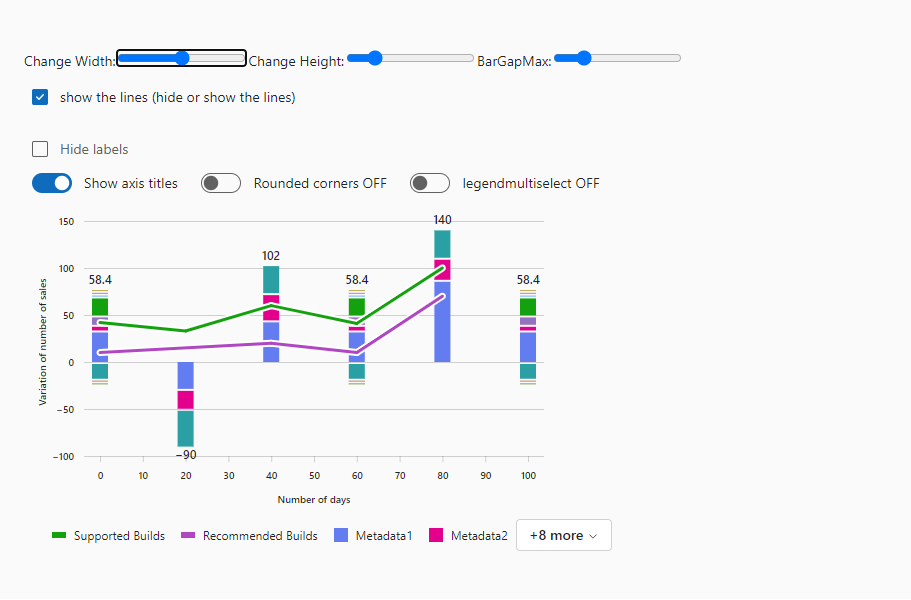 Change Width: Change Height: BarGapMax:
show the lines (hide or show the lines)
Hide labels
Show axis titles Rounded corners OFF legendmultiselect OFF
150
140
102
100
58.4 58.4 58.4
50
0
−50
−90
−100
Variation of number of sales
0 10 20 30 40 50 60 70 80 90 100
Number of days
Supported Builds Recommended Builds Metadata1 Metadata2 +8 more